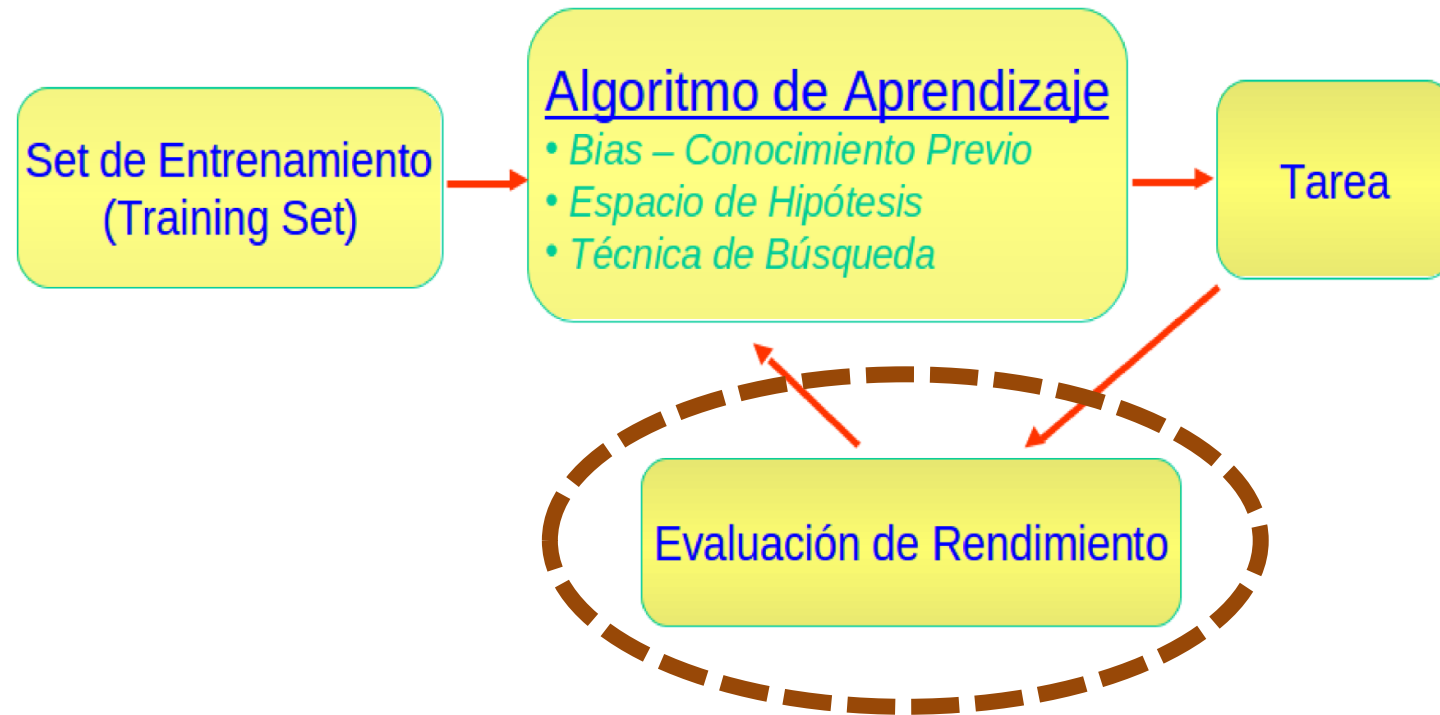 Set de Entrenamiento
(Training Set)
Algoritmo de Aprendizaje
• Bias – Conocimiento Previo
• Espacio de Hipótesis
• Técnica de Búsqueda
Tarea
Evaluación de Rendimiento